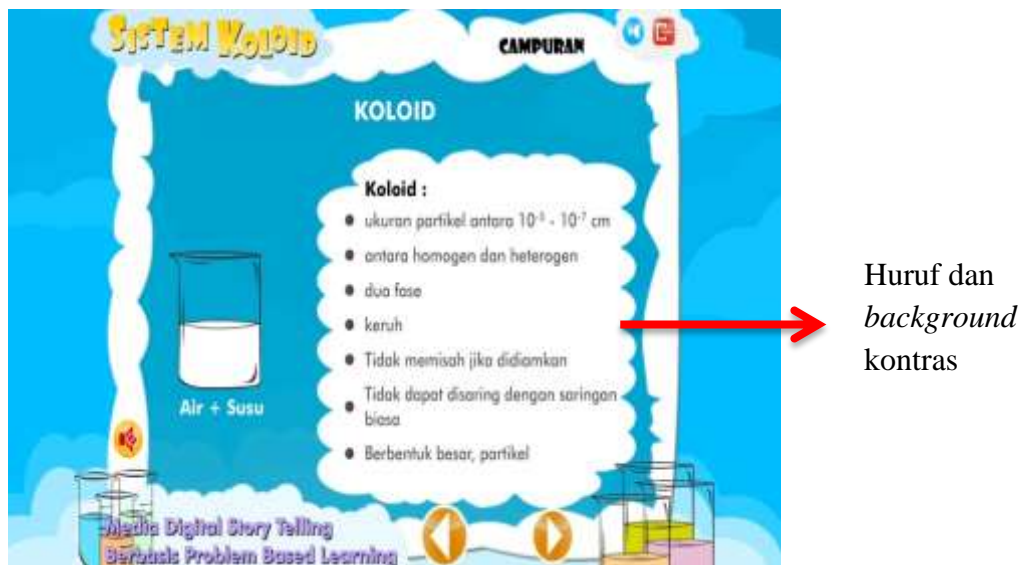 SISTEM KOLOID
CAMPURAN
KOLOID
Koloid :
ukuran partikel antara 10⁻⁵ - 10⁻⁷ cm
antara homogen dan heterogen
dua fase
keruh
Tidak memisah jika didiamkan
Tidak dapat disaring dengan saringan
biasa
Berbentuk besar, partikel
Air + Susu
Media Digital Story Telling
Berbasis Problem Based Learning
Huruf dan
background
kontras